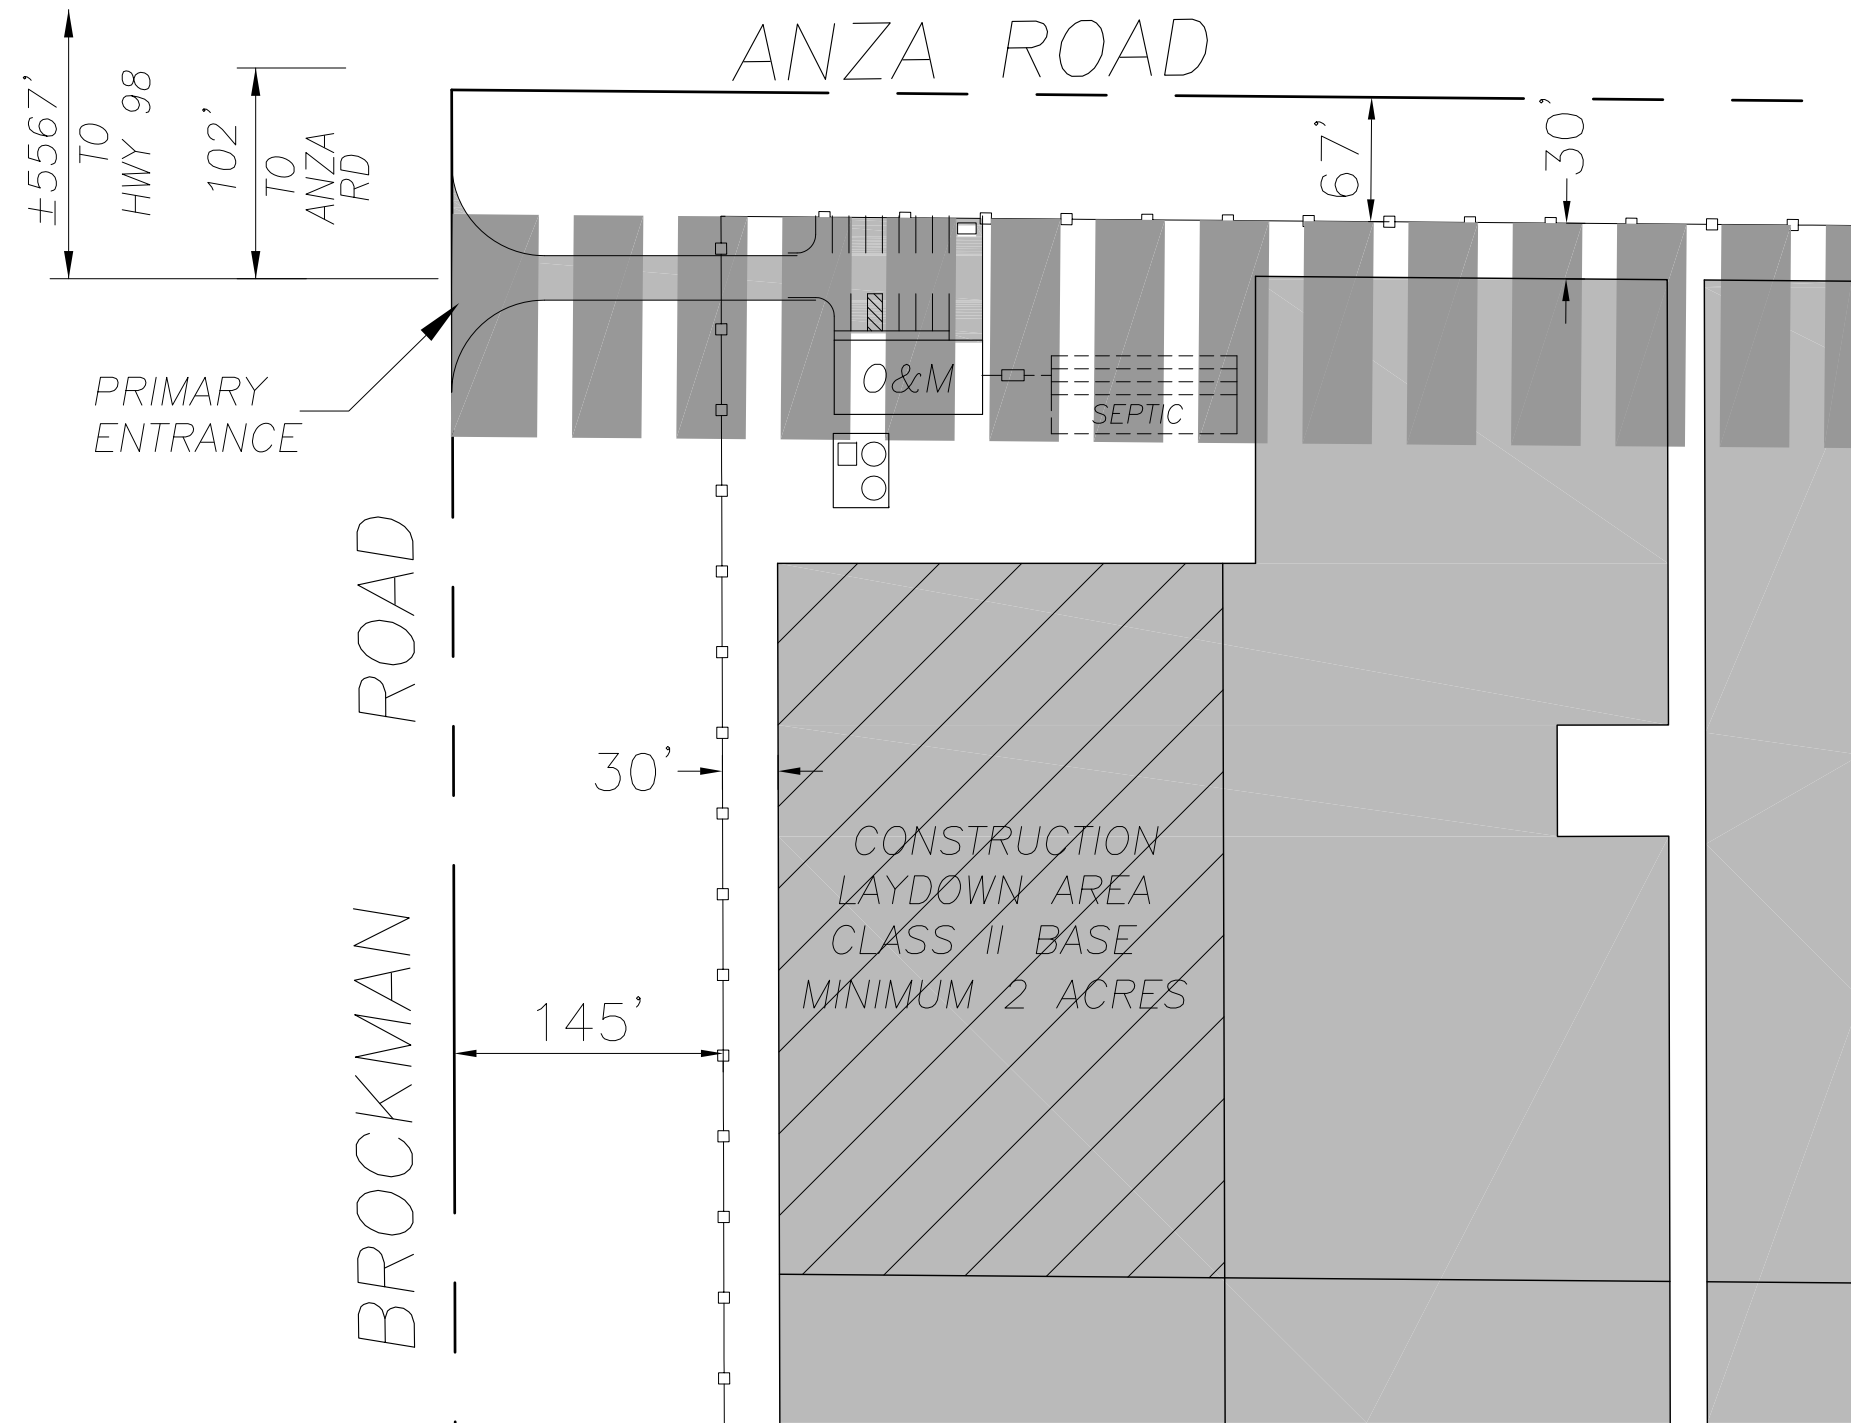 ANZA ROAD
±5567'
TO
HWY 98
102'
TO
ANZA
RD
67'
30'
PRIMARY
ENTRANCE
O&M
SEPTIC
30'
CONSTRUCTION
LAYDOWN AREA
CLASS II BASE
MINIMUM 2 ACRES
145'
BROCKMAN ROAD